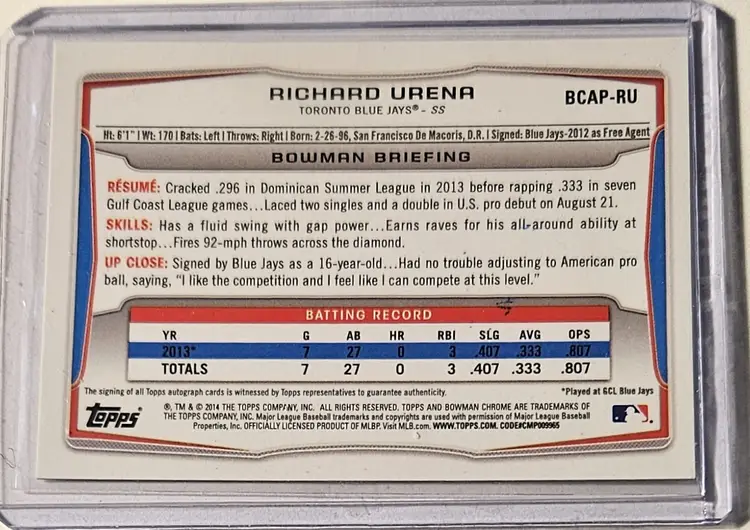 RICHARD URENA
BCAP-RU
TORONTO BLUE JAYS® - SS
Ht: 6'1" | Wt: 170 | Bats: Left | Throws: Right | Born: 2-26-96, San Francisco De Macoris, D.R. | Signed: Blue Jays-2012 as Free Agent
BOWMAN BRIEFING
RÉSUMÉ: Cracked .296 in Dominican Summer League in 2013 before rapping .333 in seven
Gulf Coast League games...Laced two singles and a double in U.S. pro debut on August 21.
SKILLS: Has a fluid swing with gap power...Earns raves for his all-around ability at
shortstop...Fires 92-mph throws across the diamond.
UP CLOSE: Signed by Blue Jays as a 16-year-old...Had no trouble adjusting to American pro
ball, saying, "I like the competition and I feel like I can compete at this level."
BATTING RECORD
YR G AB HR RBI SLG AVG OPS
2013* 7 27 0 3 .407 .333 .807
TOTALS 7 27 0 3 .407 .333 .807
The signing of all Topps autograph cards is witnessed by Topps representatives to guarantee authenticity. *Played at GCL Blue Jays
topps
®, TM & © 2014 THE TOPPS COMPANY, INC. ALL RIGHTS RESERVED. TOPPS AND BOWMAN CHROME ARE TRADEMARKS OF
THE TOPPS COMPANY, INC. Major League Baseball trademarks and copyrights are used with permission of Major League Baseball
Properties, Inc. OFFICIALLY LICENSED PRODUCT OF MLBP. Visit MLB.com. WWW.TOPPS.COM. CODE#CMP009965